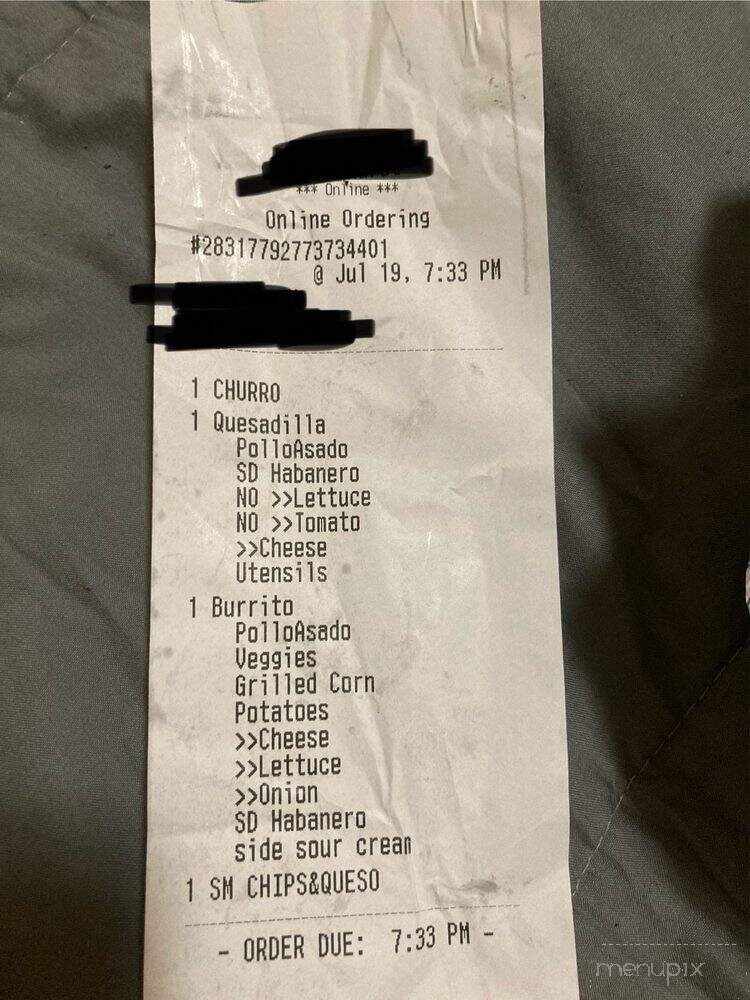 *** Online ***
Online Ordering
#28317792773734401
@ Jul 19, 7:33 PM
1 CHURRO
1 Quesadilla
PolloAsado
SD Habanero
NO >>Lettuce
NO >>Tomato
>>Cheese
Utensils
1 Burrito
PolloAsado
Veggies
Grilled Corn
Potatoes
>>Cheese
>>Lettuce
>>Onion
SD Habanero
side sour cream
1 SM CHIPS&QUESO
- ORDER DUE: 7:33 PM -
menupix